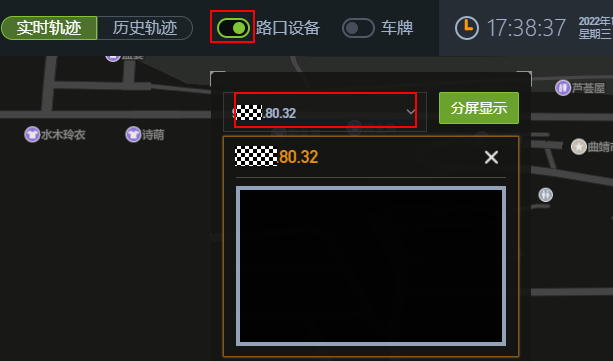 实时轨迹 历史轨迹 路口设备 车牌 17:38:37 2022年1
星期三
芦荟屋
.80.32 分屏显示
水木玲衣 诗萌
曲靖市
80.32